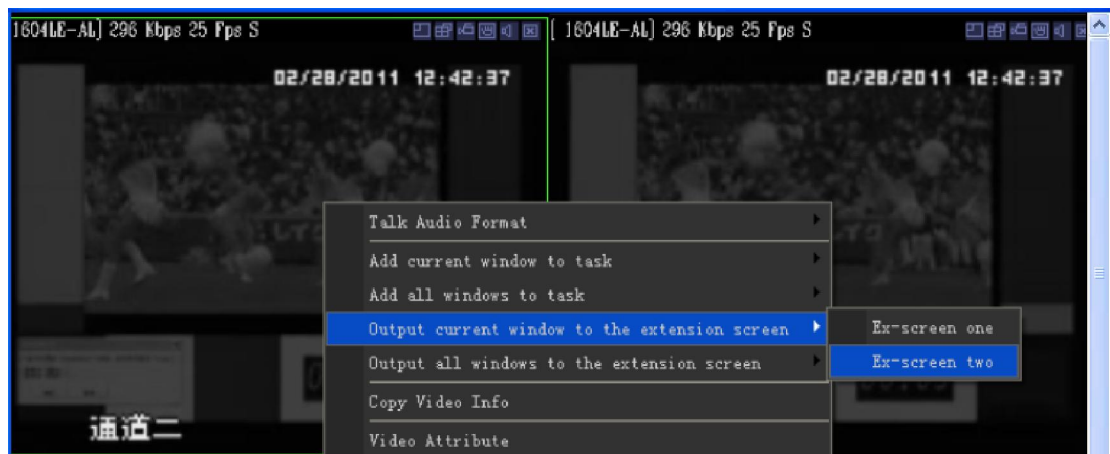 1604LE-AL] 296 Kbps 25 Fps S
[ 1604LE-AL] 296 Kbps 25 Fps S
02/28/2011 12:42:37
02/28/2011 12:42:37
Talk Audio Format
Add current window to task
Add all windows to task
Output current window to the extension screen
Ex-screen one
Output all windows to the extension screen
Ex-screen two
Copy Video Info
通道二
Video Attribute